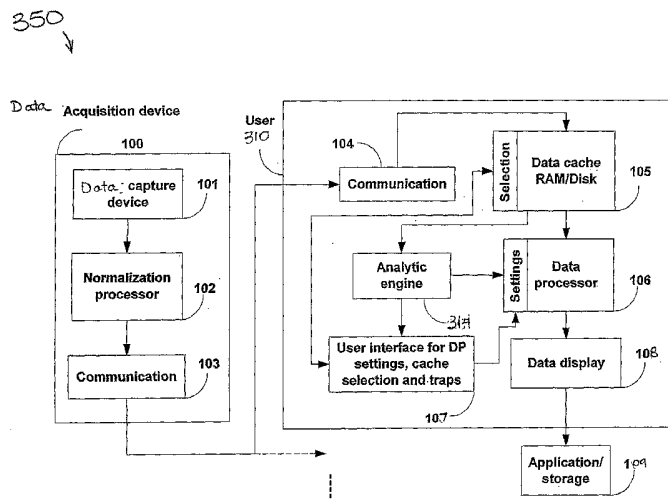 350
Data Acquisition device
100
Data capture
device
101
Normalization
processor
102
Communication
103
User
310
104
Communication
Selection
Data cache
RAM/Disk
105
Analytic
engine
314
Settings
Data
processor
106
User interface for DP
settings, cache
selection and traps
107
Data display
108
Application/
storage
109